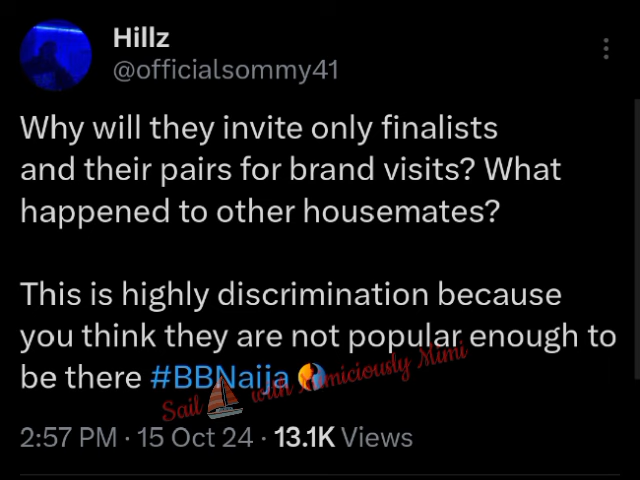 Hillz
@officialsommy41
Why will they invite only finalists
and their pairs for brand visits? What
happened to other housemates?
This is highly discrimination because
you think they are not popular enough to
be there #BBNaija
Sail with Mimiciously Mimi
2:57 PM · 15 Oct 24 · 13.1K Views